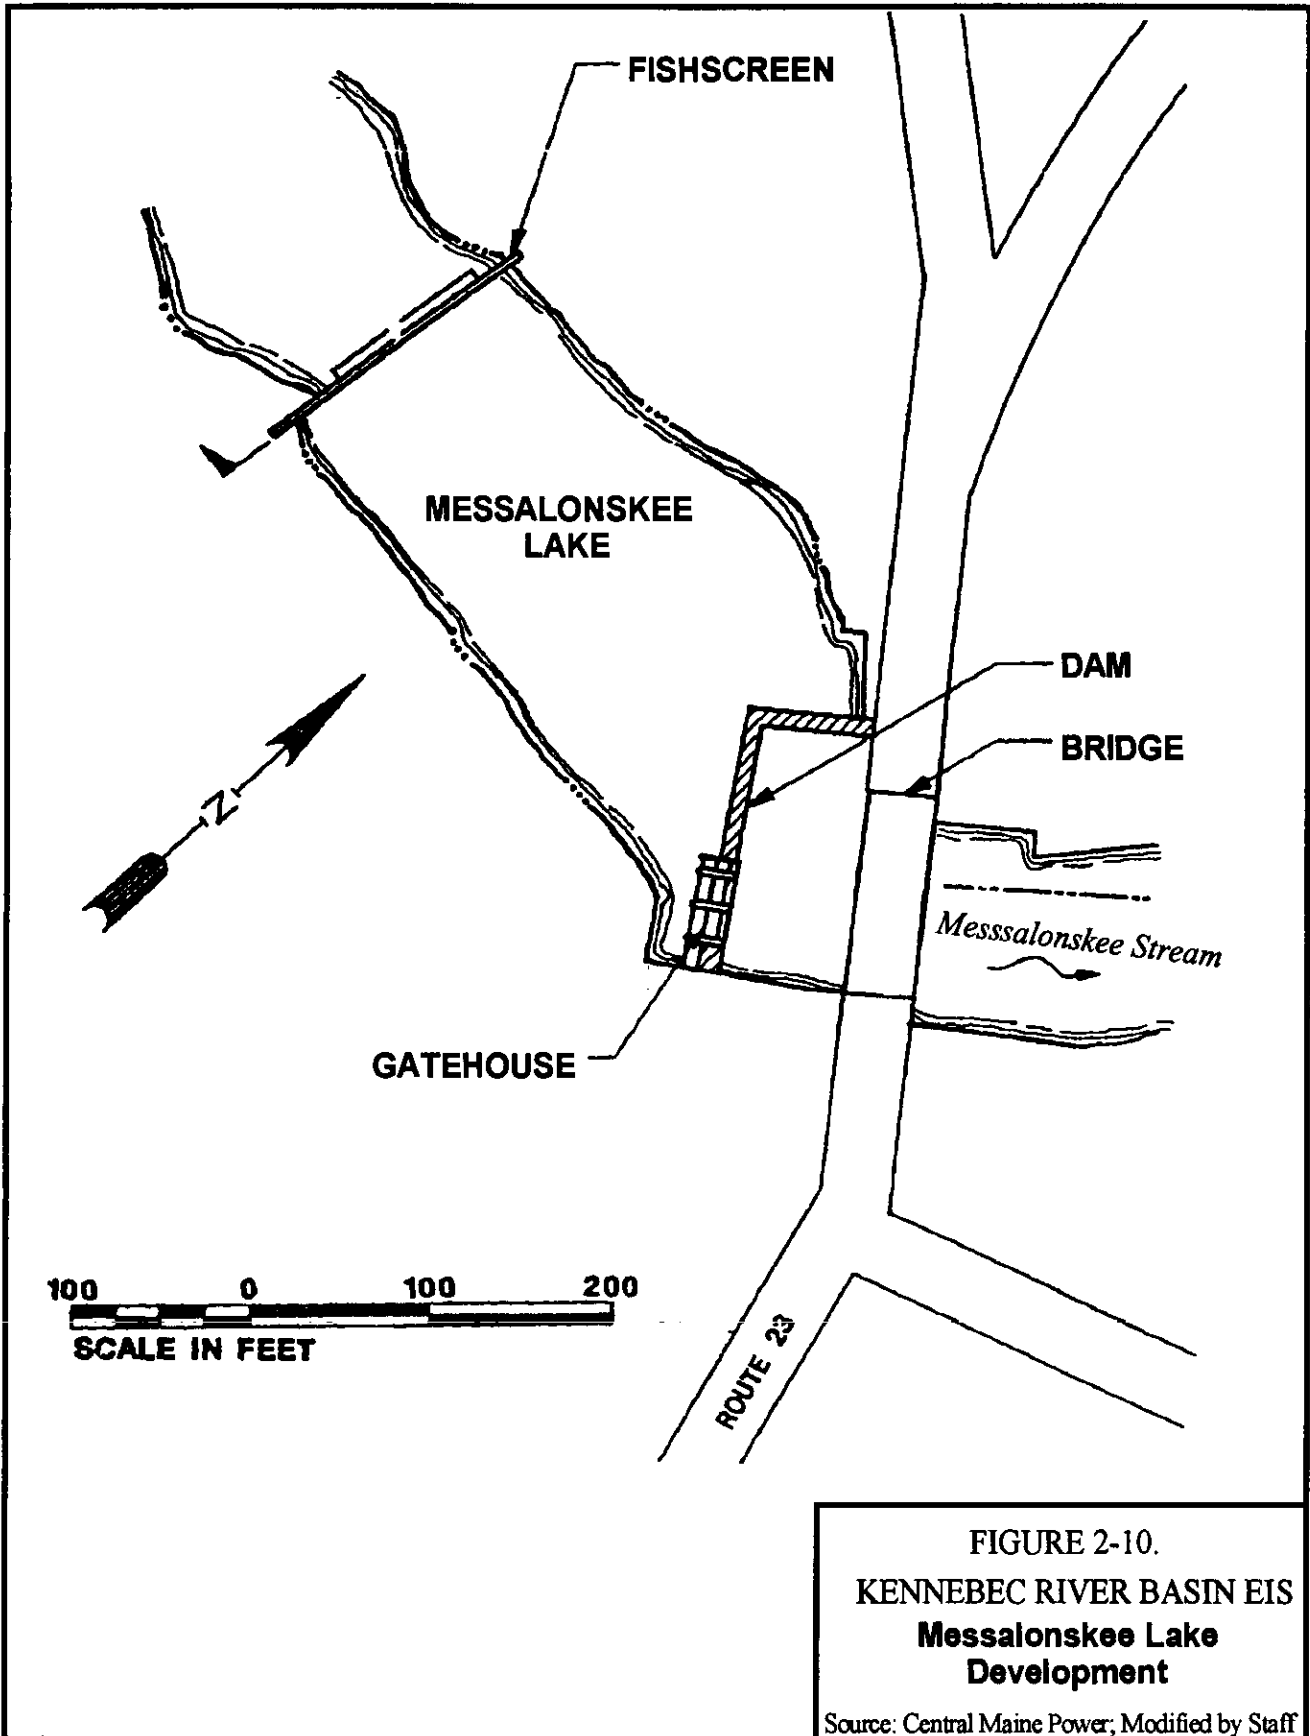 FISHSCREEN
MESSALONSKEE
LAKE
DAM
BRIDGE
N
Messsalonskee Stream
GATEHOUSE
100 0 100 200
SCALE IN FEET
ROUTE 23
FIGURE 2-10.
KENNEBEC RIVER BASIN EIS
Messalonskee Lake
Development
Source: Central Maine Power; Modified by Staff